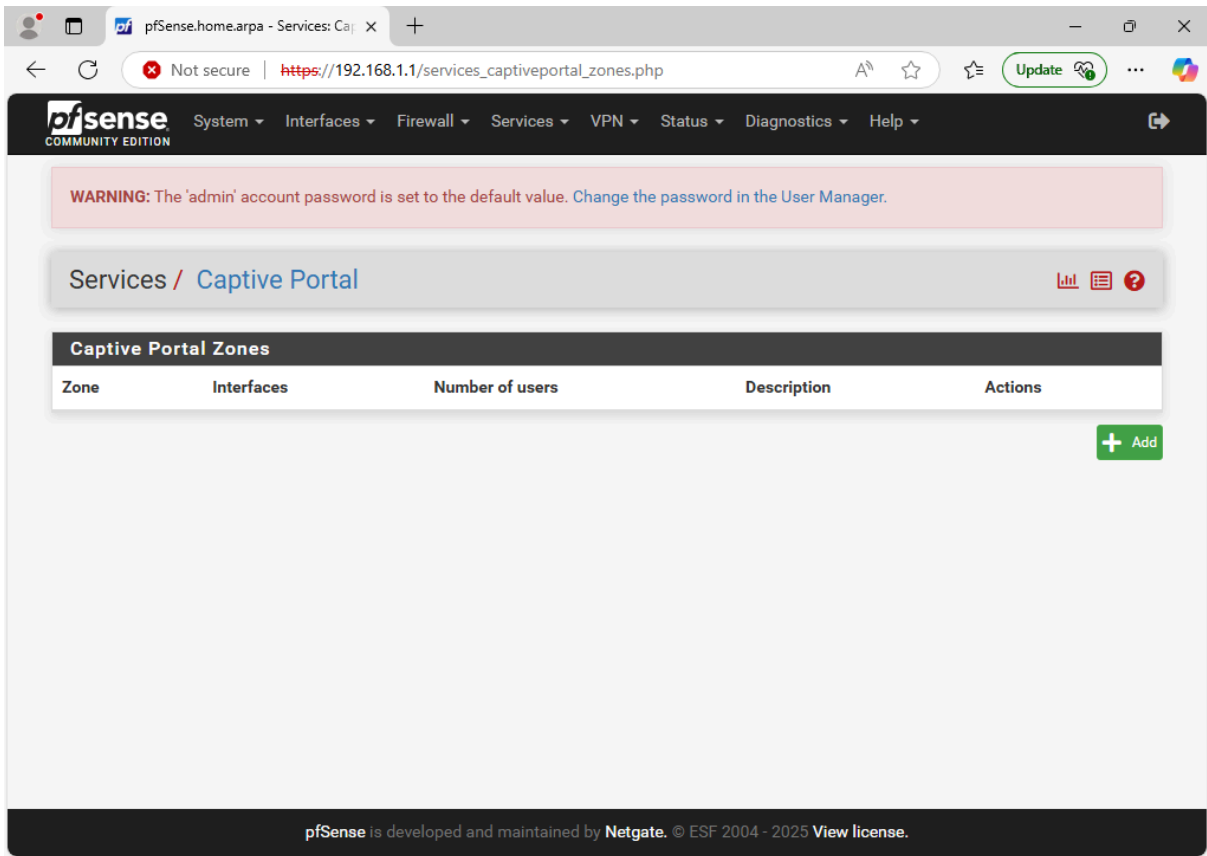 pfSense.home.arpa - Services: Cap
Not secure | https://192.168.1.1/services_captiveportal_zones.php
Update
pfsense
COMMUNITY EDITION
System Interfaces Firewall Services VPN Status Diagnostics Help
WARNING: The 'admin' account password is set to the default value. Change the password in the User Manager.
Services / Captive Portal
Captive Portal Zones
Zone Interfaces Number of users Description Actions
Add
pfSense is developed and maintained by Netgate. © ESF 2004 - 2025 View license.